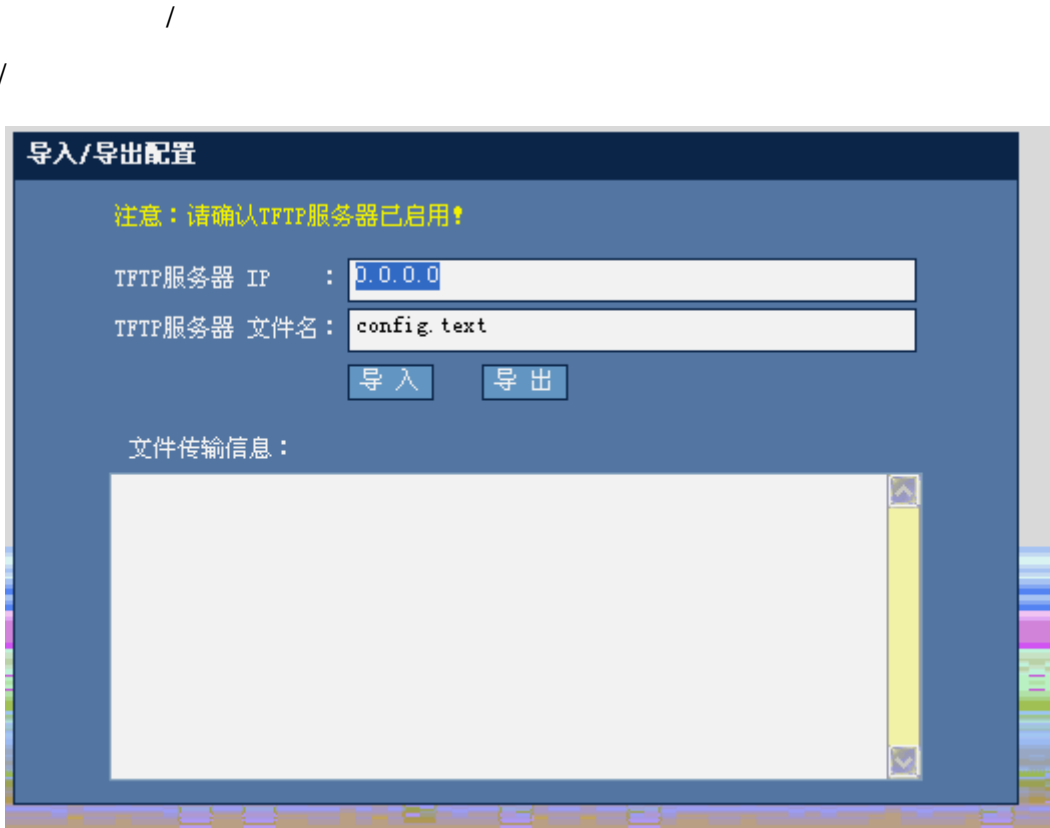 /
/
导入/导出配置
注意：请确认TFTP服务器已启用！
TFTP服务器 IP ： 0.0.0.0
TFTP服务器 文件名： config.text
导 入 导 出
文件传输信息：